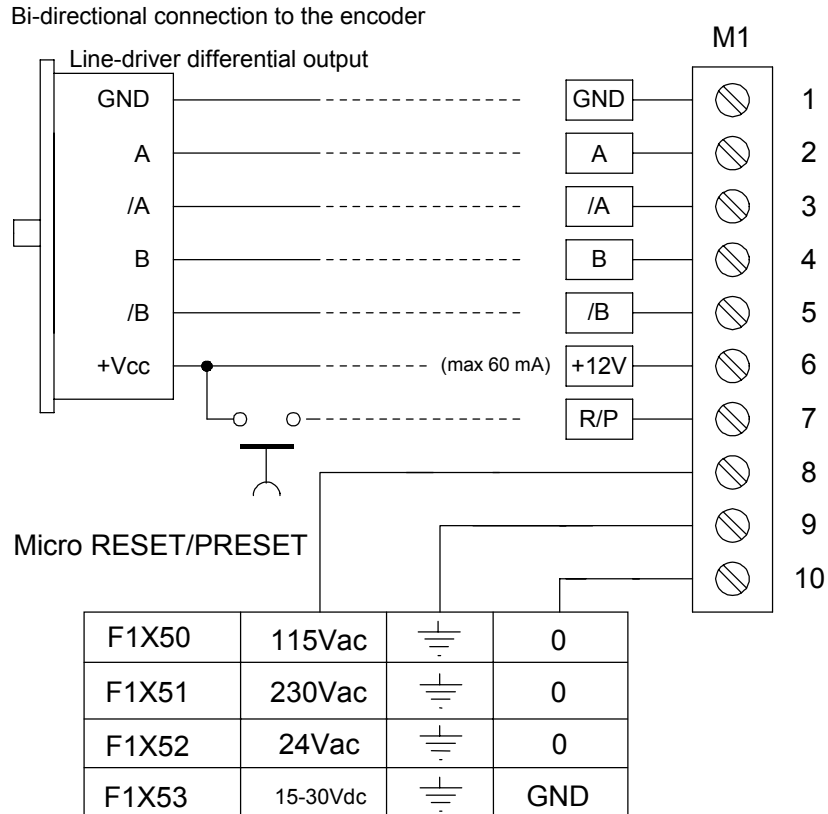 Bi-directional connection to the encoder
M1
Line-driver differential output
GND GND 1
A A 2
/A /A 3
B B 4
/B /B 5
+Vcc (max 60 mA) +12V 6
R/P 7
8
9
Micro RESET/PRESET
10
F1X50 115Vac 0
F1X51 230Vac 0
F1X52 24Vac 0
F1X53 15-30Vdc GND